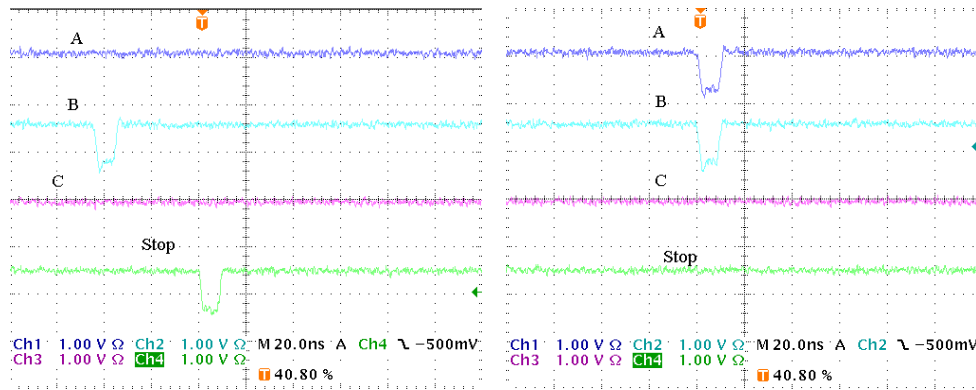 T
A
B
C
Stop
Ch1 1.00 V Ω Ch2 1.00 V Ω M 20.0ns A Ch4 −500mV
Ch3 1.00 V Ω Ch4 1.00 V Ω
T 40.80 %
T
A
B
C
Stop
Ch1 1.00 V Ω Ch2 1.00 V Ω M 20.0ns A Ch2 −500mV
Ch3 1.00 V Ω Ch4 1.00 V Ω
T 40.80 %